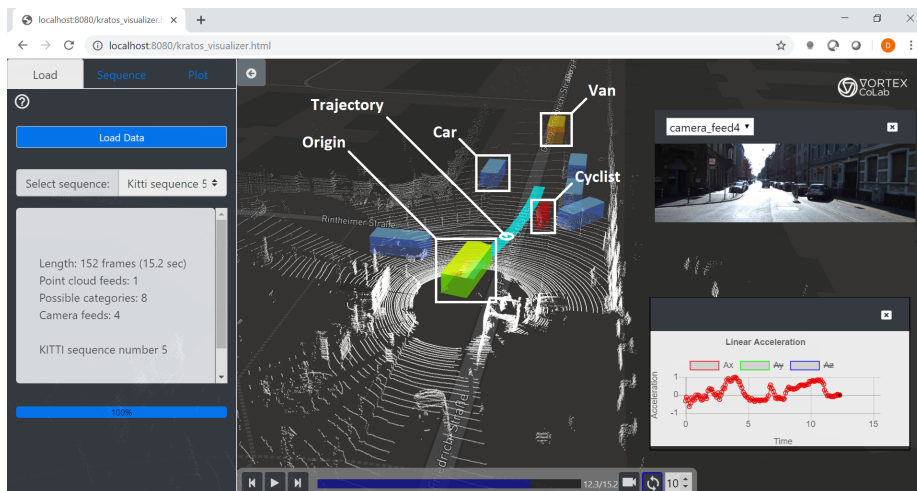 localhost:8080/kratos_visualizer.h
localhost:8080/kratos_visualizer.html
D
Load
Sequence
Plot
Load Data
Select sequence:
Kitti sequence 5
Length: 152 frames (15.2 sec)
Point cloud feeds: 1
Possible categories: 8
Camera feeds: 4
KITTI sequence number 5
100%
Trajectory
Origin
Car
Van
Cyclist
Rintheimer Straße
VORTEX
CoLab
camera_feed4
Linear Acceleration
Ax
Ay
Az
Acceleration
1
0
-1
0
5
10
15
Time
12.3/15.2
10